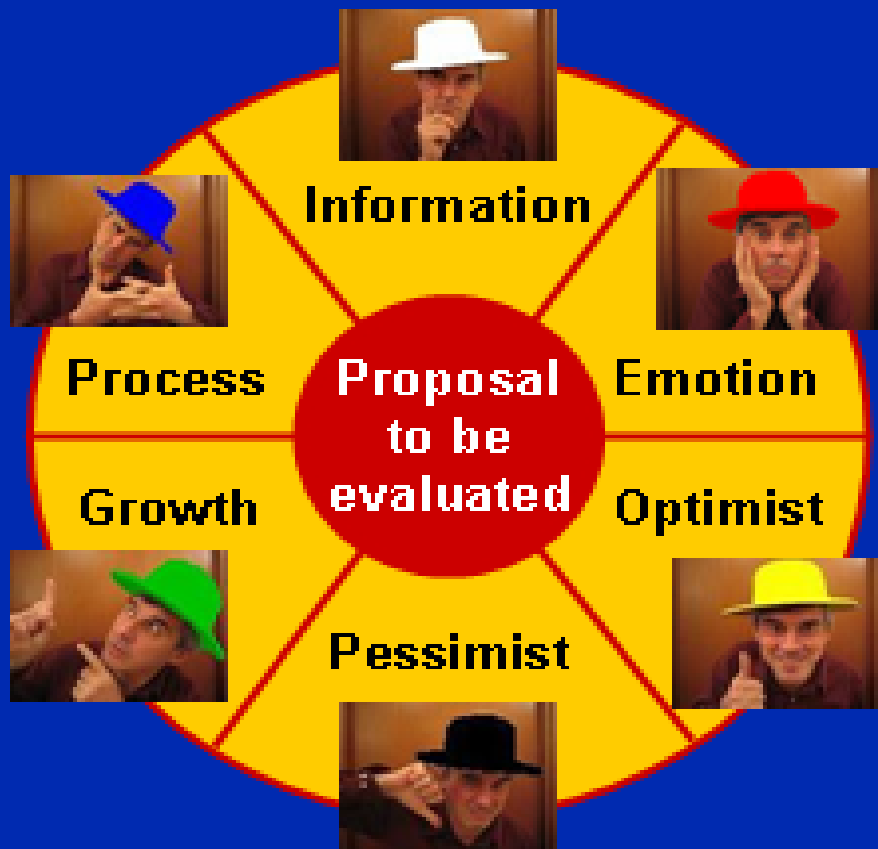 Information
Process
Proposal
to be
evaluated
Emotion
Growth
Optimist
Pessimist